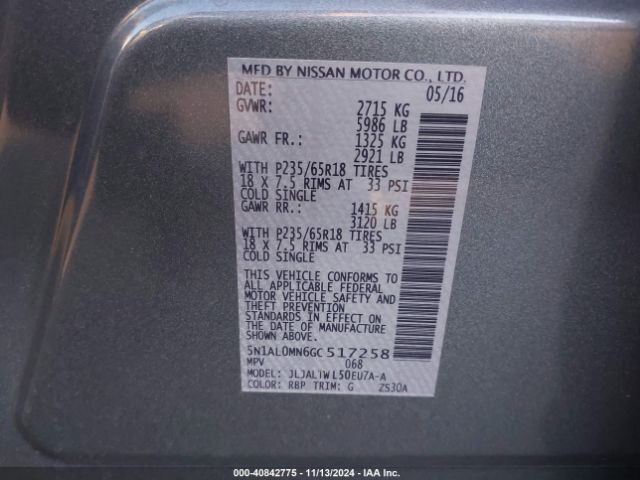 MFD BY NISSAN MOTOR CO., LTD.
DATE: 05/16
GVWR: 2715 KG
5986 LB
GAWR FR.: 1325 KG
2921 LB
WITH P235/65R18 TIRES
18 X 7.5 RIMS AT 33 PSI
COLD SINGLE
GAWR RR.: 1415 KG
3120 LB
WITH P235/65R18 TIRES
18 X 7.5 RIMS AT 33 PSI
COLD SINGLE
THIS VEHICLE CONFORMS TO
ALL APPLICABLE FEDERAL
MOTOR VEHICLE SAFETY AND
THEFT PREVENTION
STANDARDS IN EFFECT ON
THE DATE OF MANUFACTURE
SHOWN ABOVE.
5N1AL0MN6GC517258
MPV 068
MODEL: JLJALTWL50EU7A-A
COLOR: RBP TRIM: G ZS30A
000-40842775 - 11/13/2024 - IAA Inc.